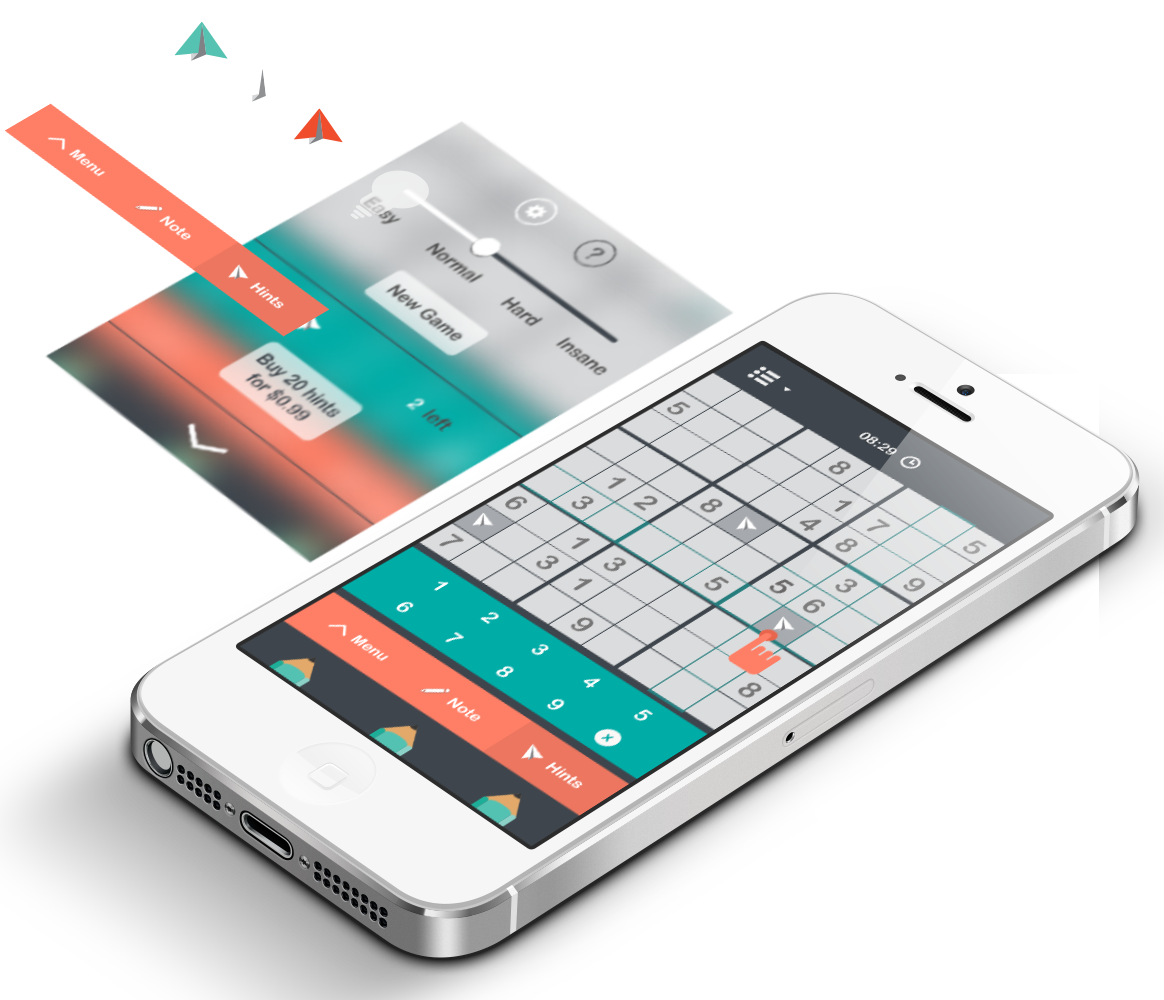 Menu
Note
Hints
Easy
Normal
Hard
Insane
?
New Game
Buy 20 hints
for $0.99
2 left
08:29
8 5
5 1 7
4 8 9
8 3
1 2 5 6
3 5
6 1 3
3 1 8
7 9
1 2 3 4 5
6 7 8 9 x
Menu
Note
Hints